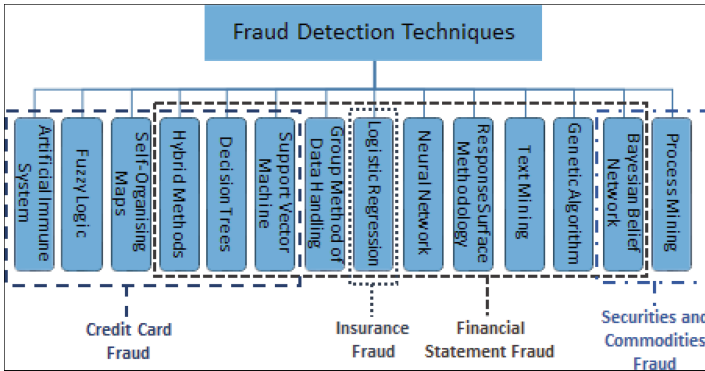 Fraud Detection Techniques
Artificial Immune
System
Fuzzy Logic
Self-Organising
Maps
Hybrid Methods
Decision Trees
Support Vector
Machine
Group Method of
Data Handling
Logistic Regression
Neural Network
Response Surface
Methodology
Text Mining
Genetic Algorithm
Bayesian Belief
Network
Process Mining
Credit Card
Fraud
Insurance
Fraud
Financial
Statement Fraud
Securities and
Commodities
Fraud